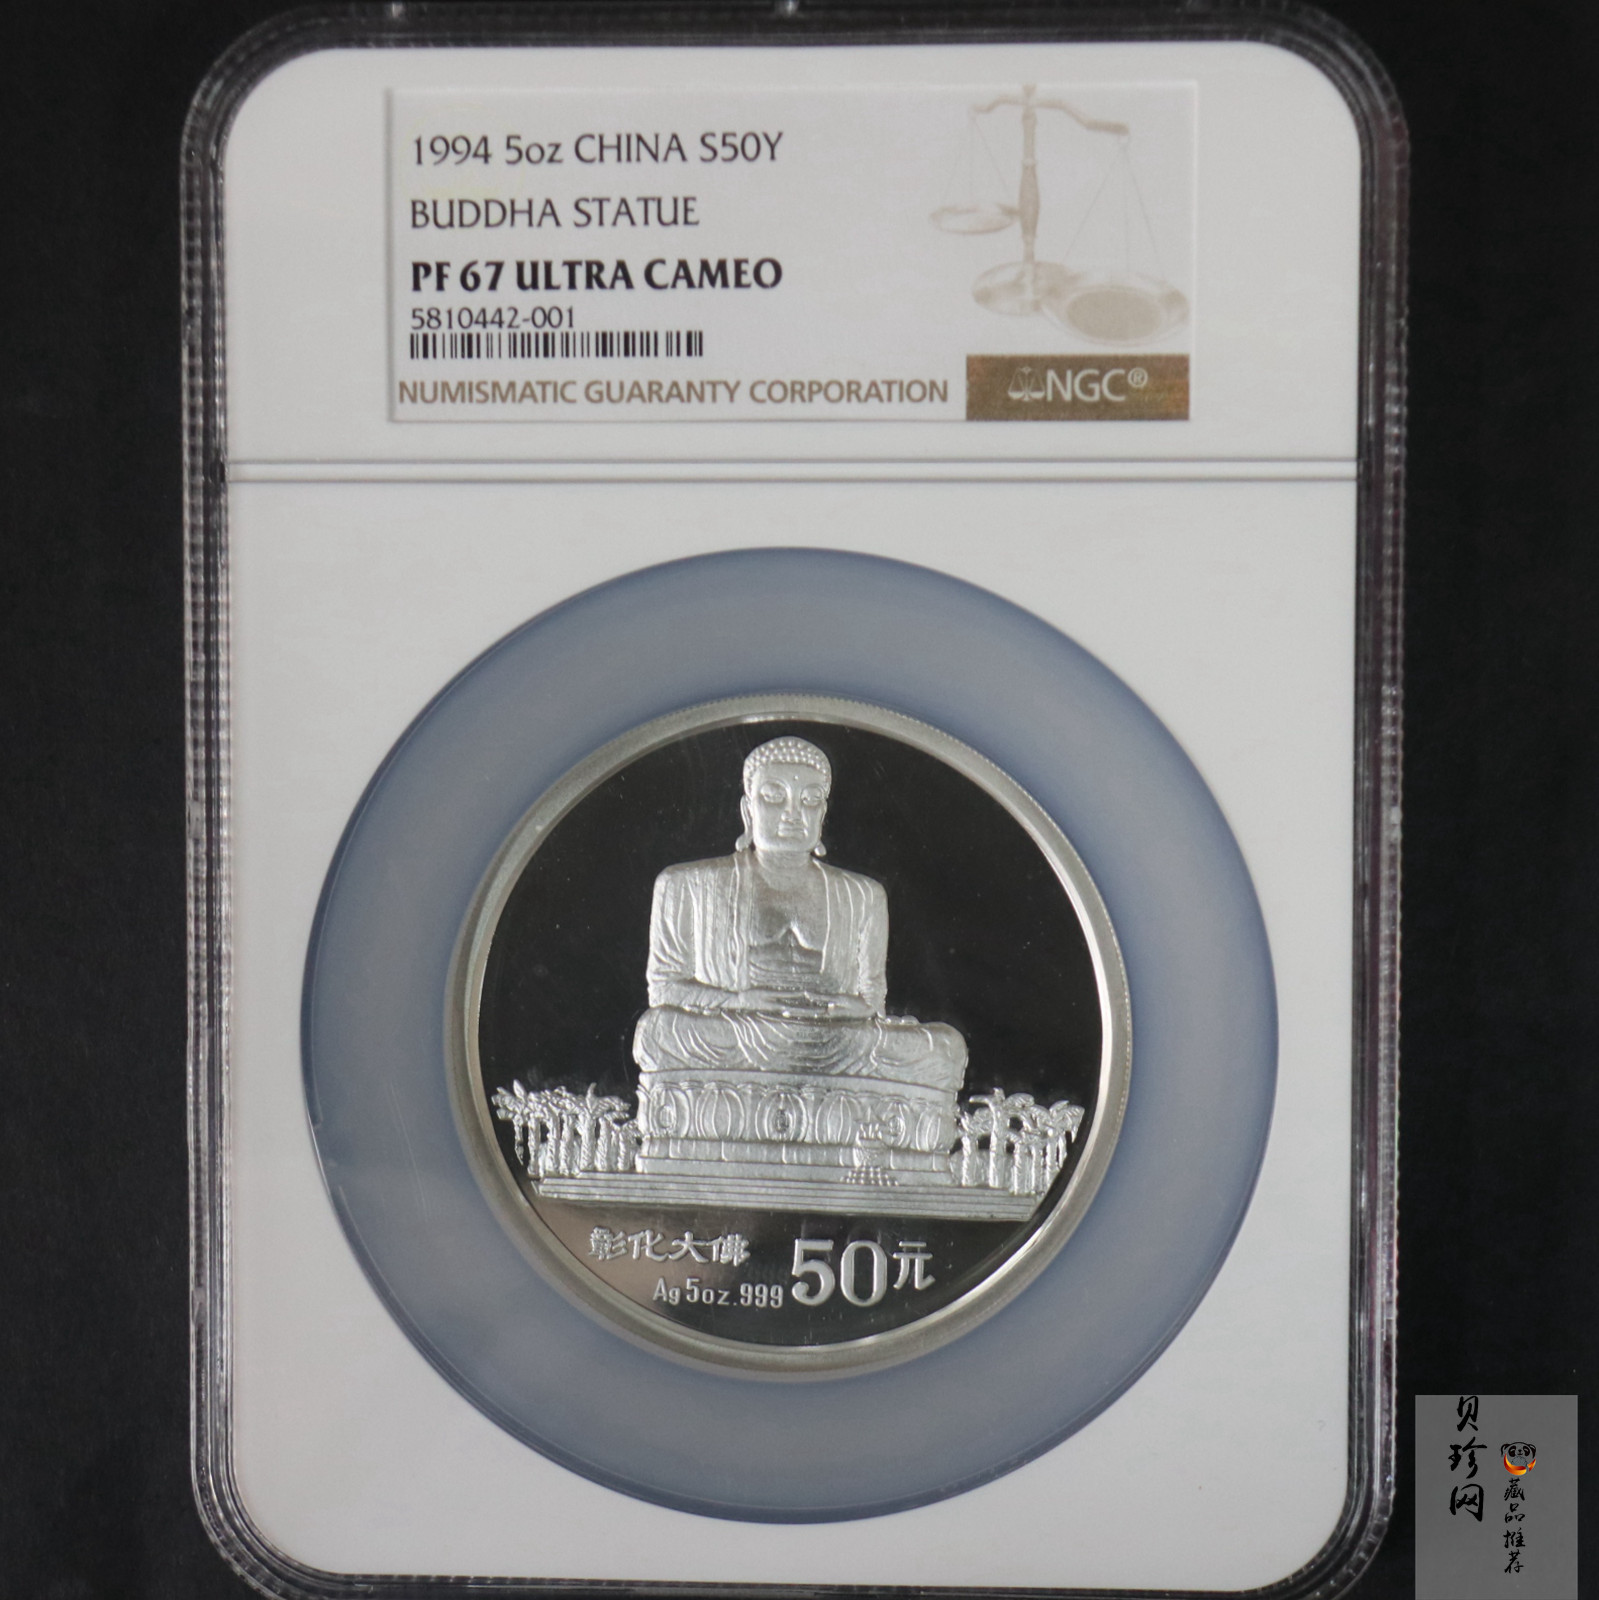 1994 5oz CHINA S50Y
BUDDHA STATUE
PF 67 ULTRA CAMEO
5810442-001
NUMISMATIC GUARANTY CORPORATION
NGC®
彰化大佛
Ag 5oz .999
50元
贝珍网
藏品推荐